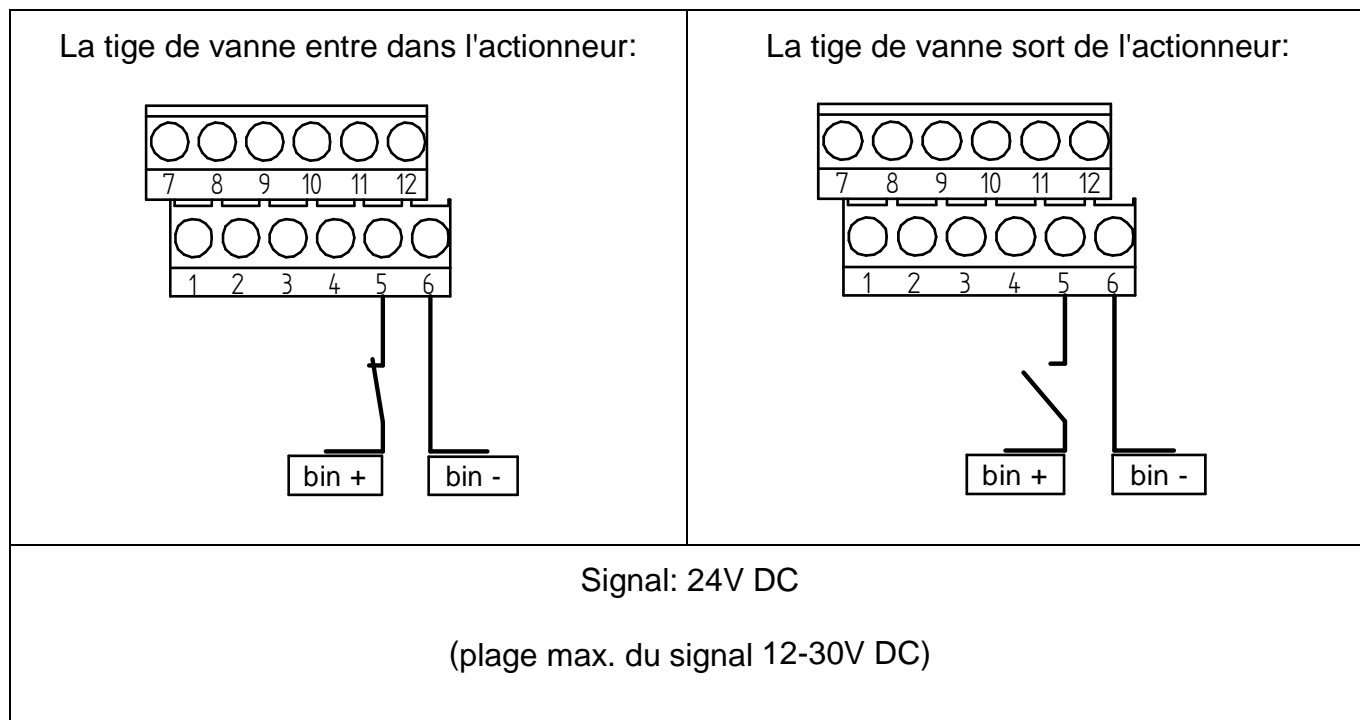 La tige de vanne entre dans l'actionneur:
7 8 9 10 11 12
1 2 3 4 5 6
bin + bin -
La tige de vanne sort de l'actionneur:
7 8 9 10 11 12
1 2 3 4 5 6
bin + bin -
Signal: 24V DC
(plage max. du signal 12-30V DC)